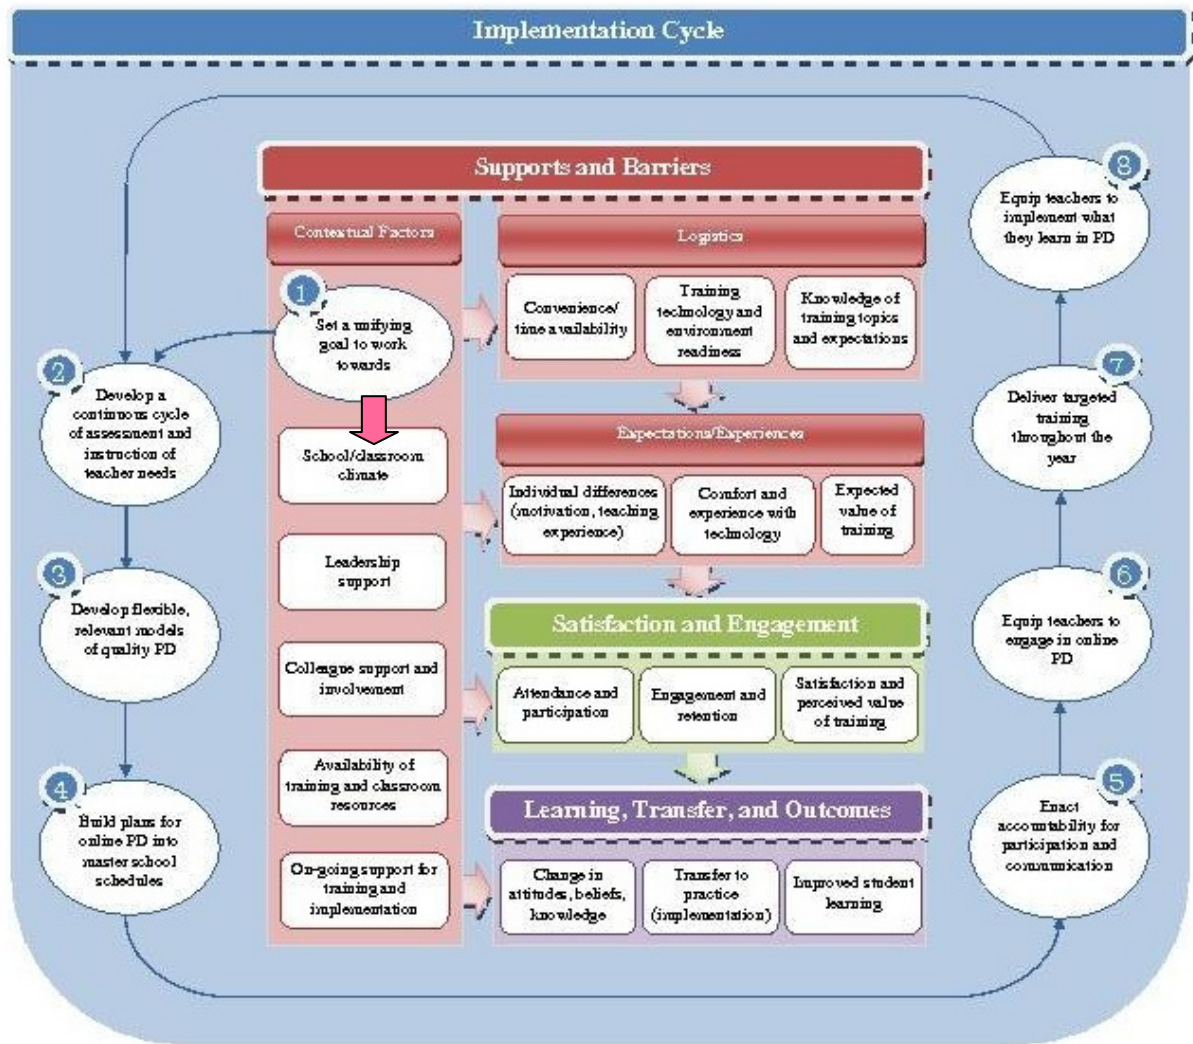 Implementation Cycle
Supports and Barriers
Contextual Factors
1
Set a unifying
goal to work
towards
School/classroom
climate
Leadership
support
Colleague support and
involvement
Availability of
training and classroom
resources
On-going support for
training and
implementation
Logistics
Convenience/
time availability
Training
technology and
environment
readiness
Knowledge of
training topics
and expectations
Expectations/Experiences
Individual differences
(motivation, teaching
experience)
Comfort and
experience with
technology
Expected
value of
training
Satisfaction and Engagement
Attendance and
participation
Engagement and
retention
Satisfaction and
perceived value
of training
Learning, Transfer, and Outcomes
Change in
attitudes, beliefs,
knowledge
Transfer to
practice
(implementation)
Improved student
learning
2
Develop a
continuous cycle
of assessment and
instruction of
teacher needs
3
Develop flexible,
relevant models
of quality PD
4
Build plans for
online PD into
master school
schedules
5
Enact
accountability for
participation and
communication
6
Equip teachers to
engage in online
PD
7
Deliver targeted
training
throughout the
year
8
Equip teachers to
implement what
they learn in PD